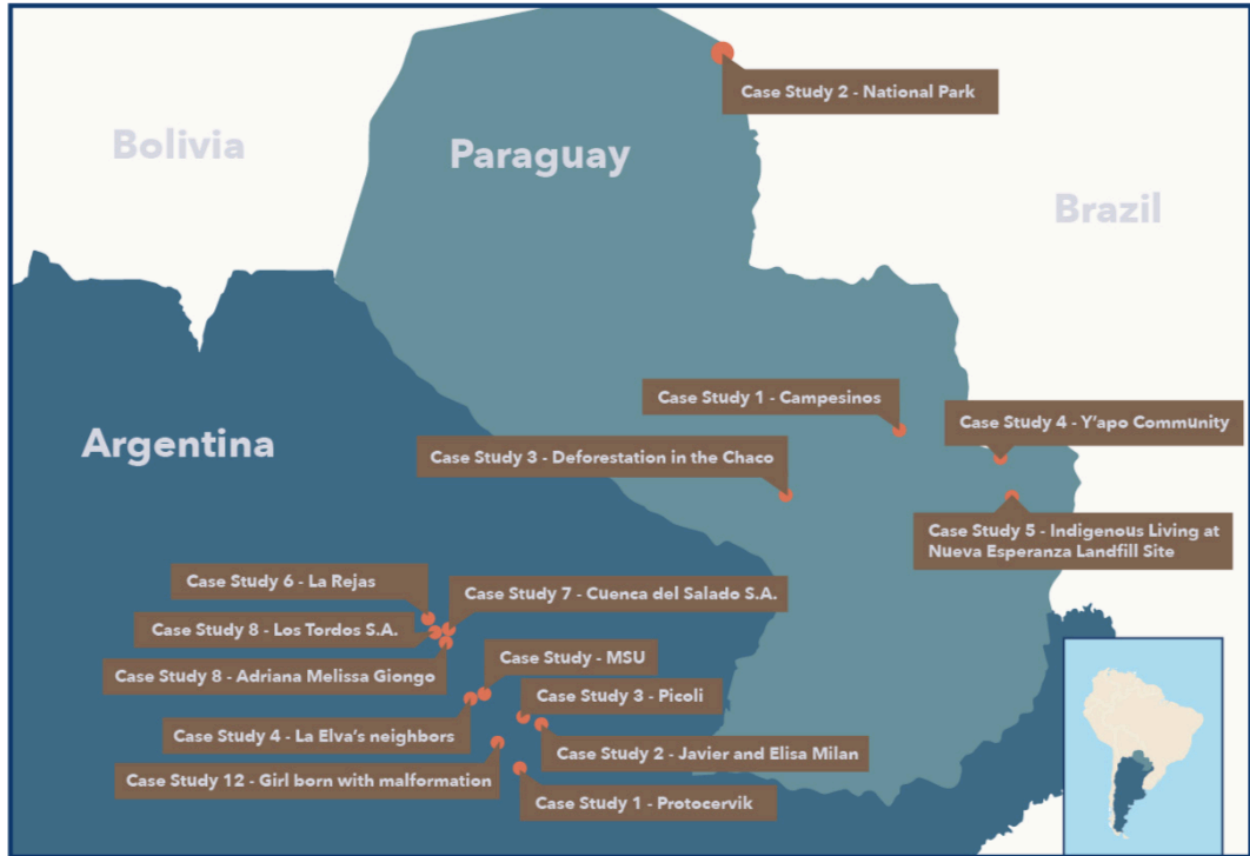 Case Study 2 - National Park
Bolivia
Paraguay
Brazil
Case Study 1 - Campesinos
Case Study 4 - Y'apo Community
Argentina
Case Study 3 - Deforestation in the Chaco
Case Study 5 - Indigenous Living at
Nueva Esperanza Landfill Site
Case Study 6 - La Rejas
Case Study 7 - Cuenca del Salado S.A.
Case Study 8 - Los Tordos S.A.
Case Study 8 - Adriana Melissa Giongo
Case Study - MSU
Case Study 3 - Picoli
Case Study 4 - La Elva's neighbors
Case Study 2 - Javier and Elisa Milan
Case Study 12 - Girl born with malformation
Case Study 1 - Protocervik